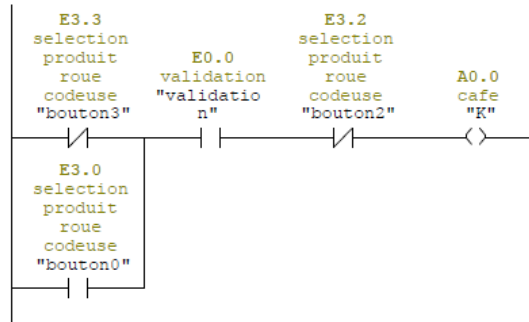 E3.3
selection
produit
roue
codeuse
"bouton3"
E0.0
validation
"validatio
n"
E3.2
selection
produit
roue
codeuse
"bouton2"
A0.0
cafe
"K"
E3.0
selection
produit
roue
codeuse
"bouton0"